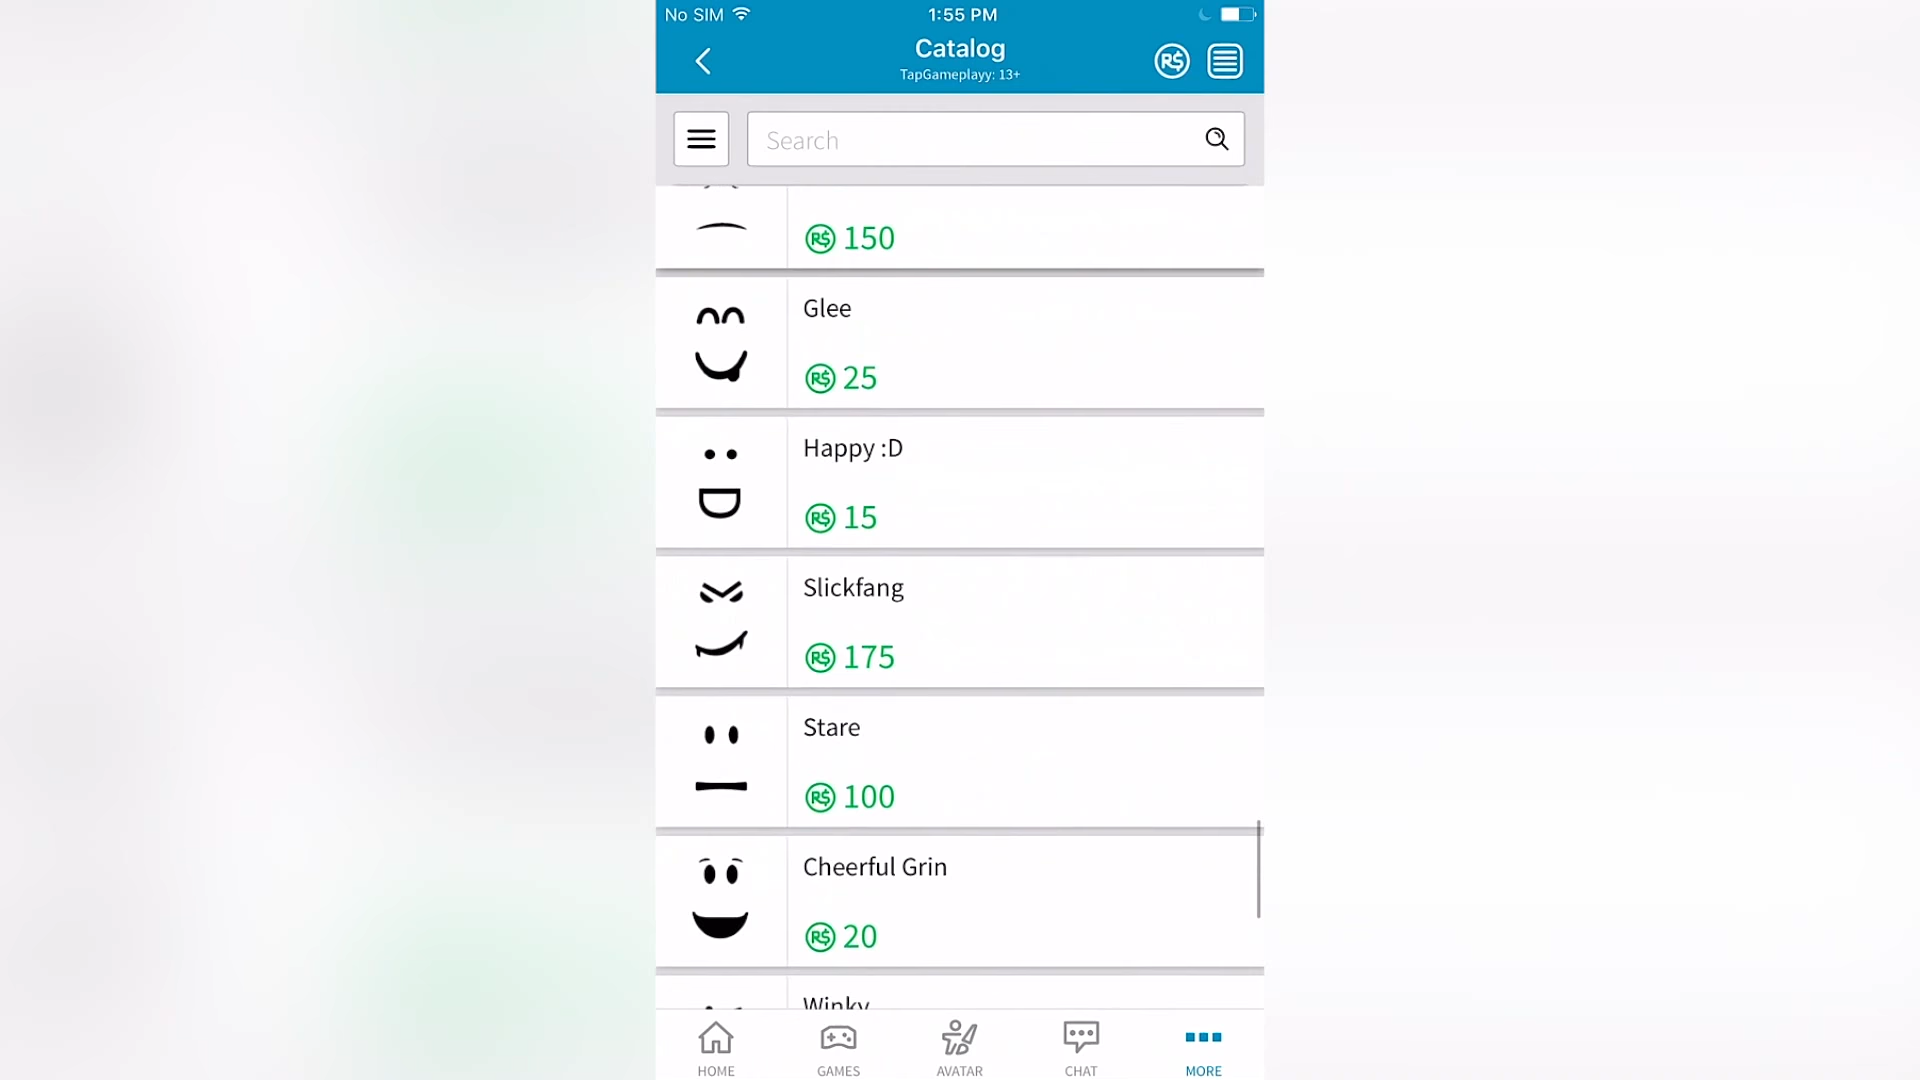 No SIM
1:55 PM
Catalog
TapGameplayy: 13+
R$
Search
R$ 150
Glee
R$ 25
Happy :D
R$ 15
Slickfang
R$ 175
Stare
R$ 100
Cheerful Grin
R$ 20
Winky
HOME
GAMES
AVATAR
CHAT
MORE